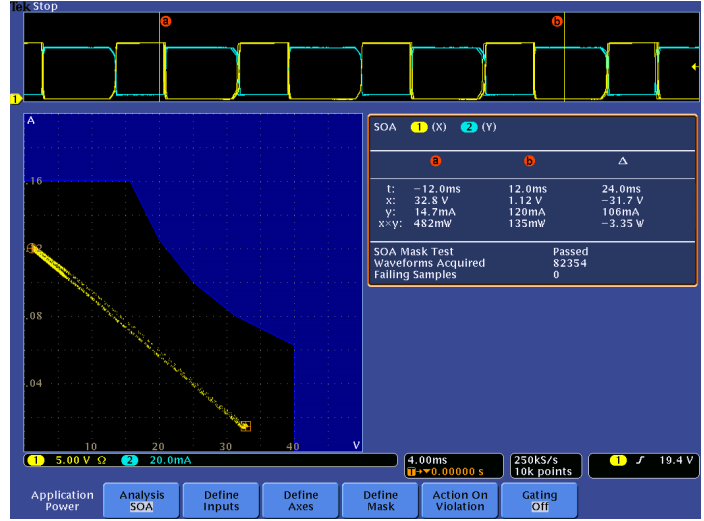 Tek Stop
a b
1
A
.16
.12
.08
.04
10 20 30 40 V
SOA 1 (X) 2 (Y)
a b Δ
t: −12.0ms 12.0ms 24.0ms
x: 32.8 V 1.12 V −31.7 V
y: 14.7mA 120mA 106mA
x×y: 482mW 135mW −3.35 W
SOA Mask Test Passed
Waveforms Acquired 82354
Failing Samples 0
1 5.00 V Ω 2 20.0mA
4.00ms
T→▼0.00000 s
250kS/s
10k points
1 ∫ 19.4 V
Application
Power
Analysis
SOA
Define
Inputs
Define
Axes
Define
Mask
Action On
Violation
Gating
Off